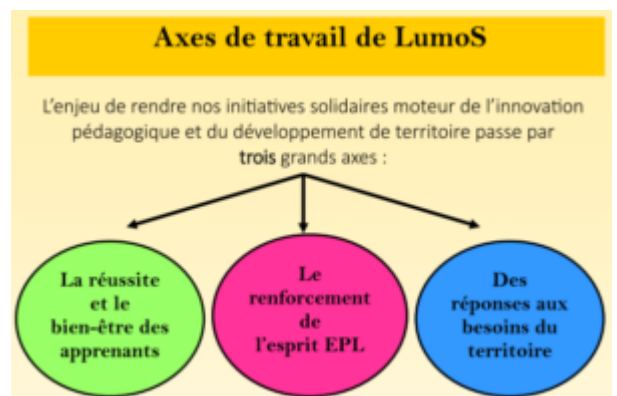 Axes de travail de LumoS
L'enjeu de rendre nos initiatives solidaires moteur de l'innovation
pédagogique et du développement de territoire passe par
trois grands axes :
La réussite
et le
bien-être des
apprenants
Le
renforcement
de
l'esprit EPL
Des
réponses aux
besoins du
territoire